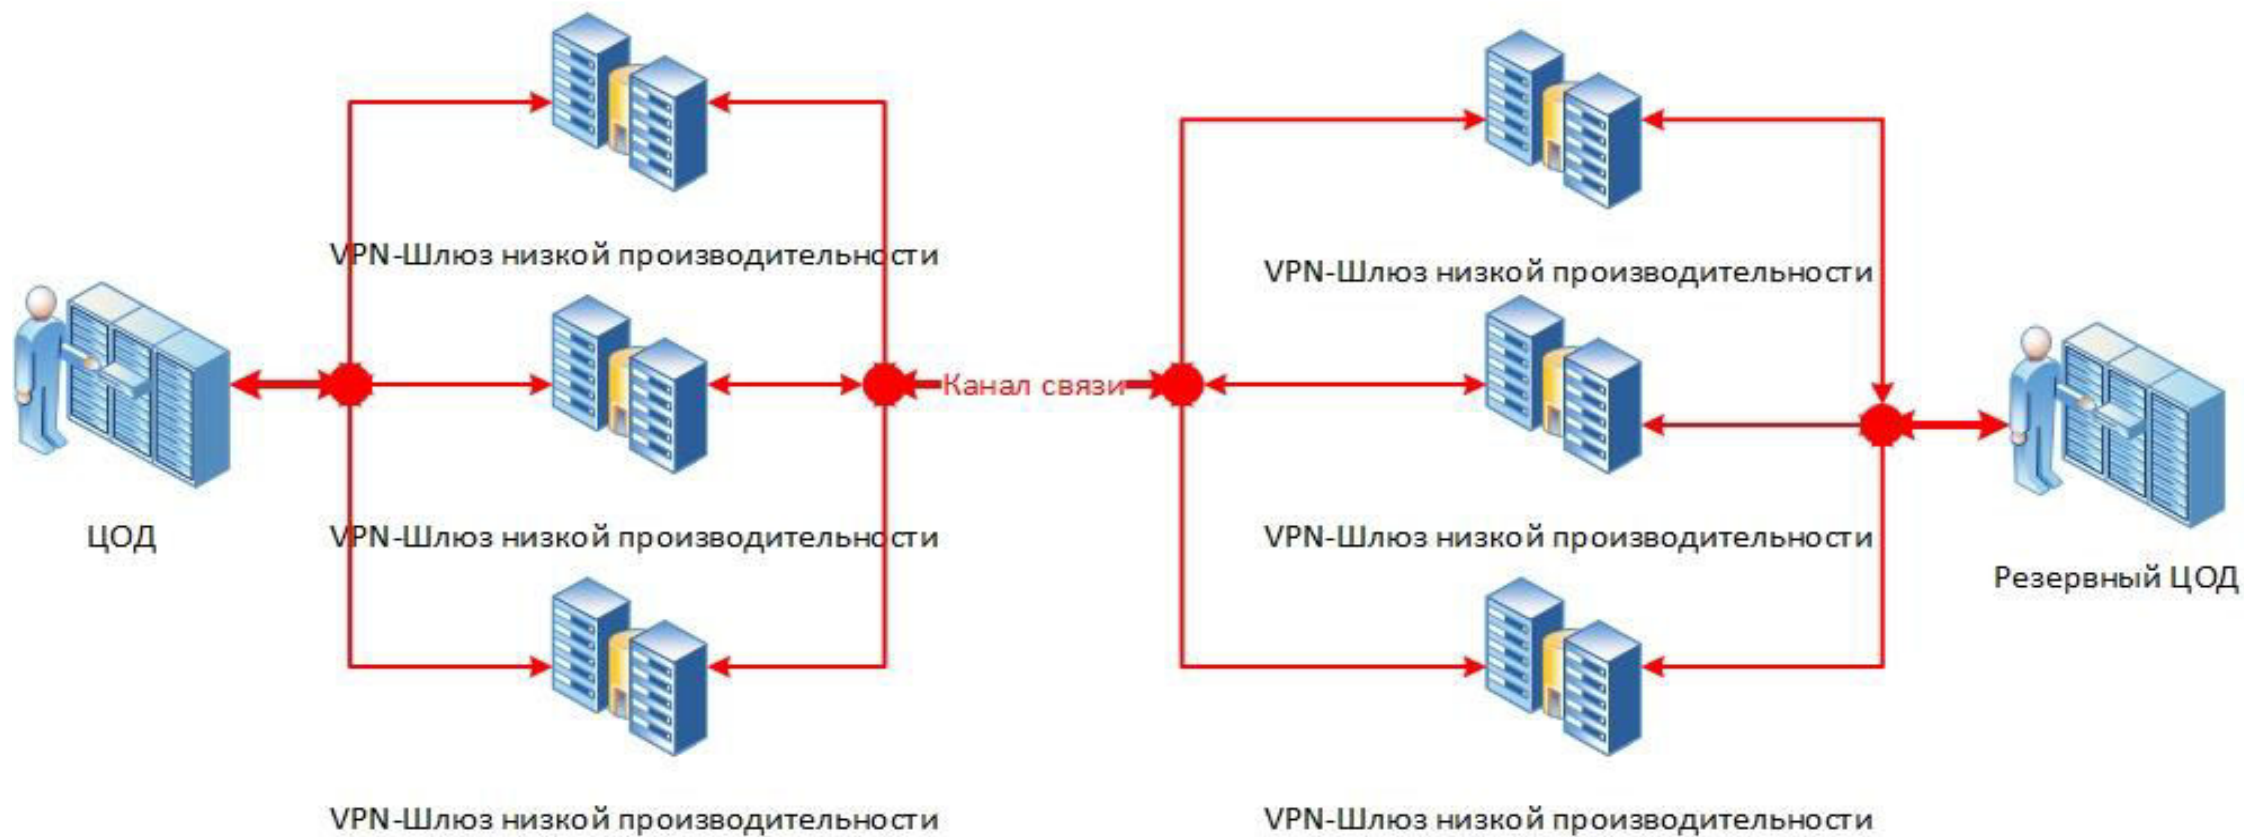 VPN-Шлюз низкой производительности
VPN-Шлюз низкой производительности
Канал связи
ЦОД
VPN-Шлюз низкой производительности
VPN-Шлюз низкой производительности
Резервный ЦОД
VPN-Шлюз низкой производительности
VPN-Шлюз низкой производительности